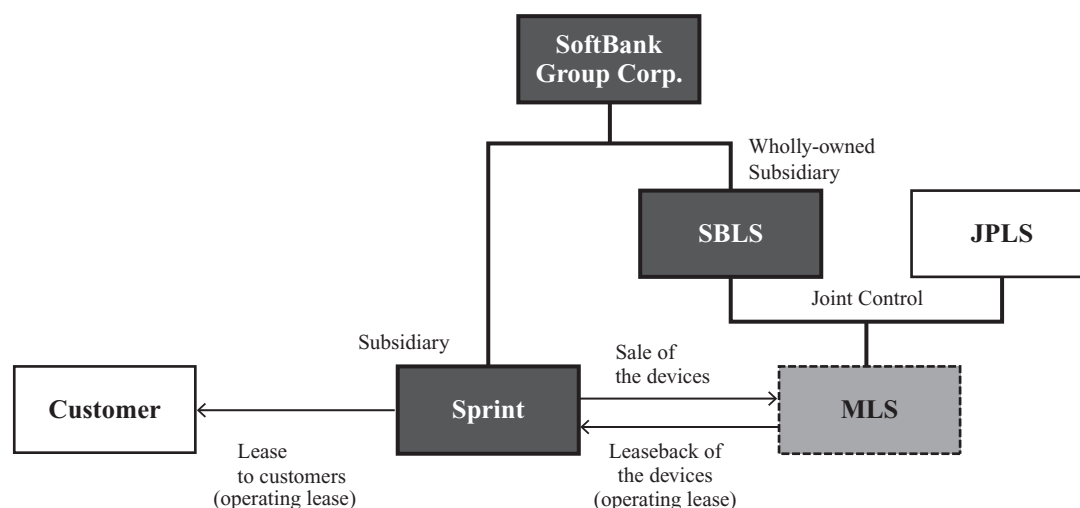 SoftBank
Group Corp.
Wholly-owned
Subsidiary
SBLS
JPLS
Joint Control
Subsidiary
Sale of
the devices
Customer
Sprint
MLS
Lease
to customers
(operating lease)
Leaseback of
the devices
(operating lease)